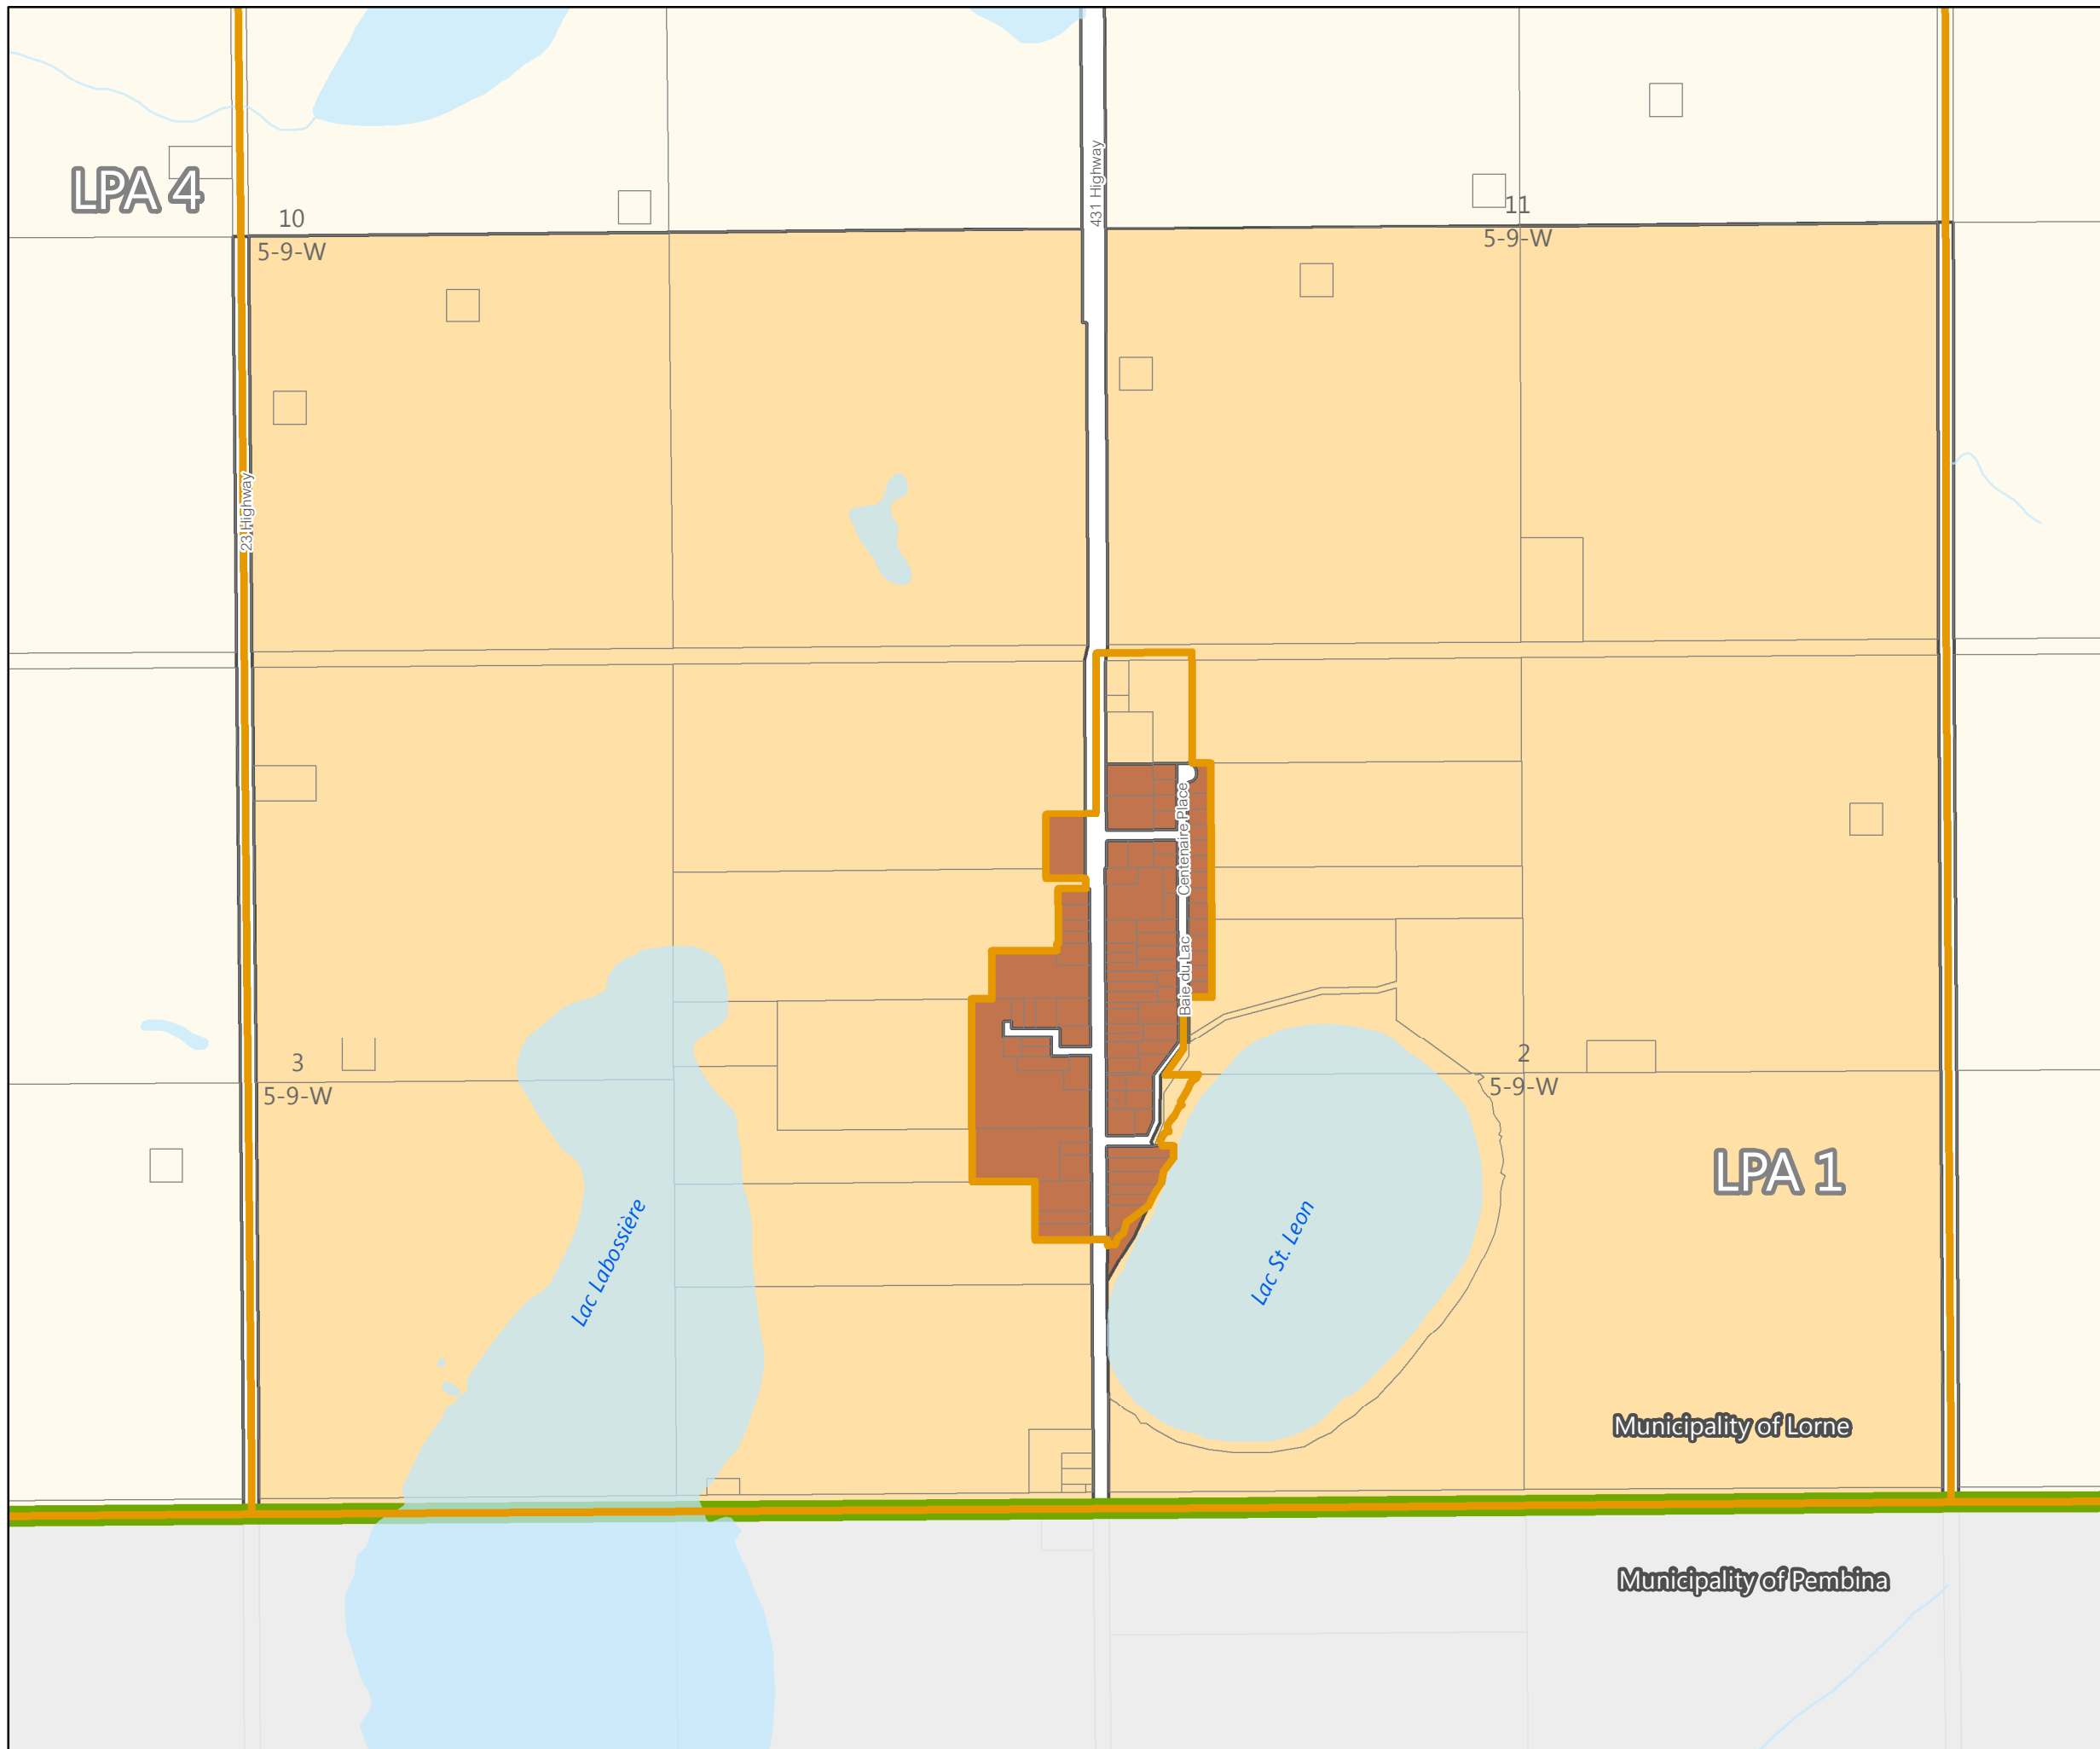 431 Highway
LPA 4
10
5-9-W
11
5-9-W
23 Highway
Centenaire Place
Baie du Lac
3
5-9-W
2
5-9-W
LPA 1
Lac Labossière
Lac St. Leon
Municipality of Lorne
Municipality of Pembina